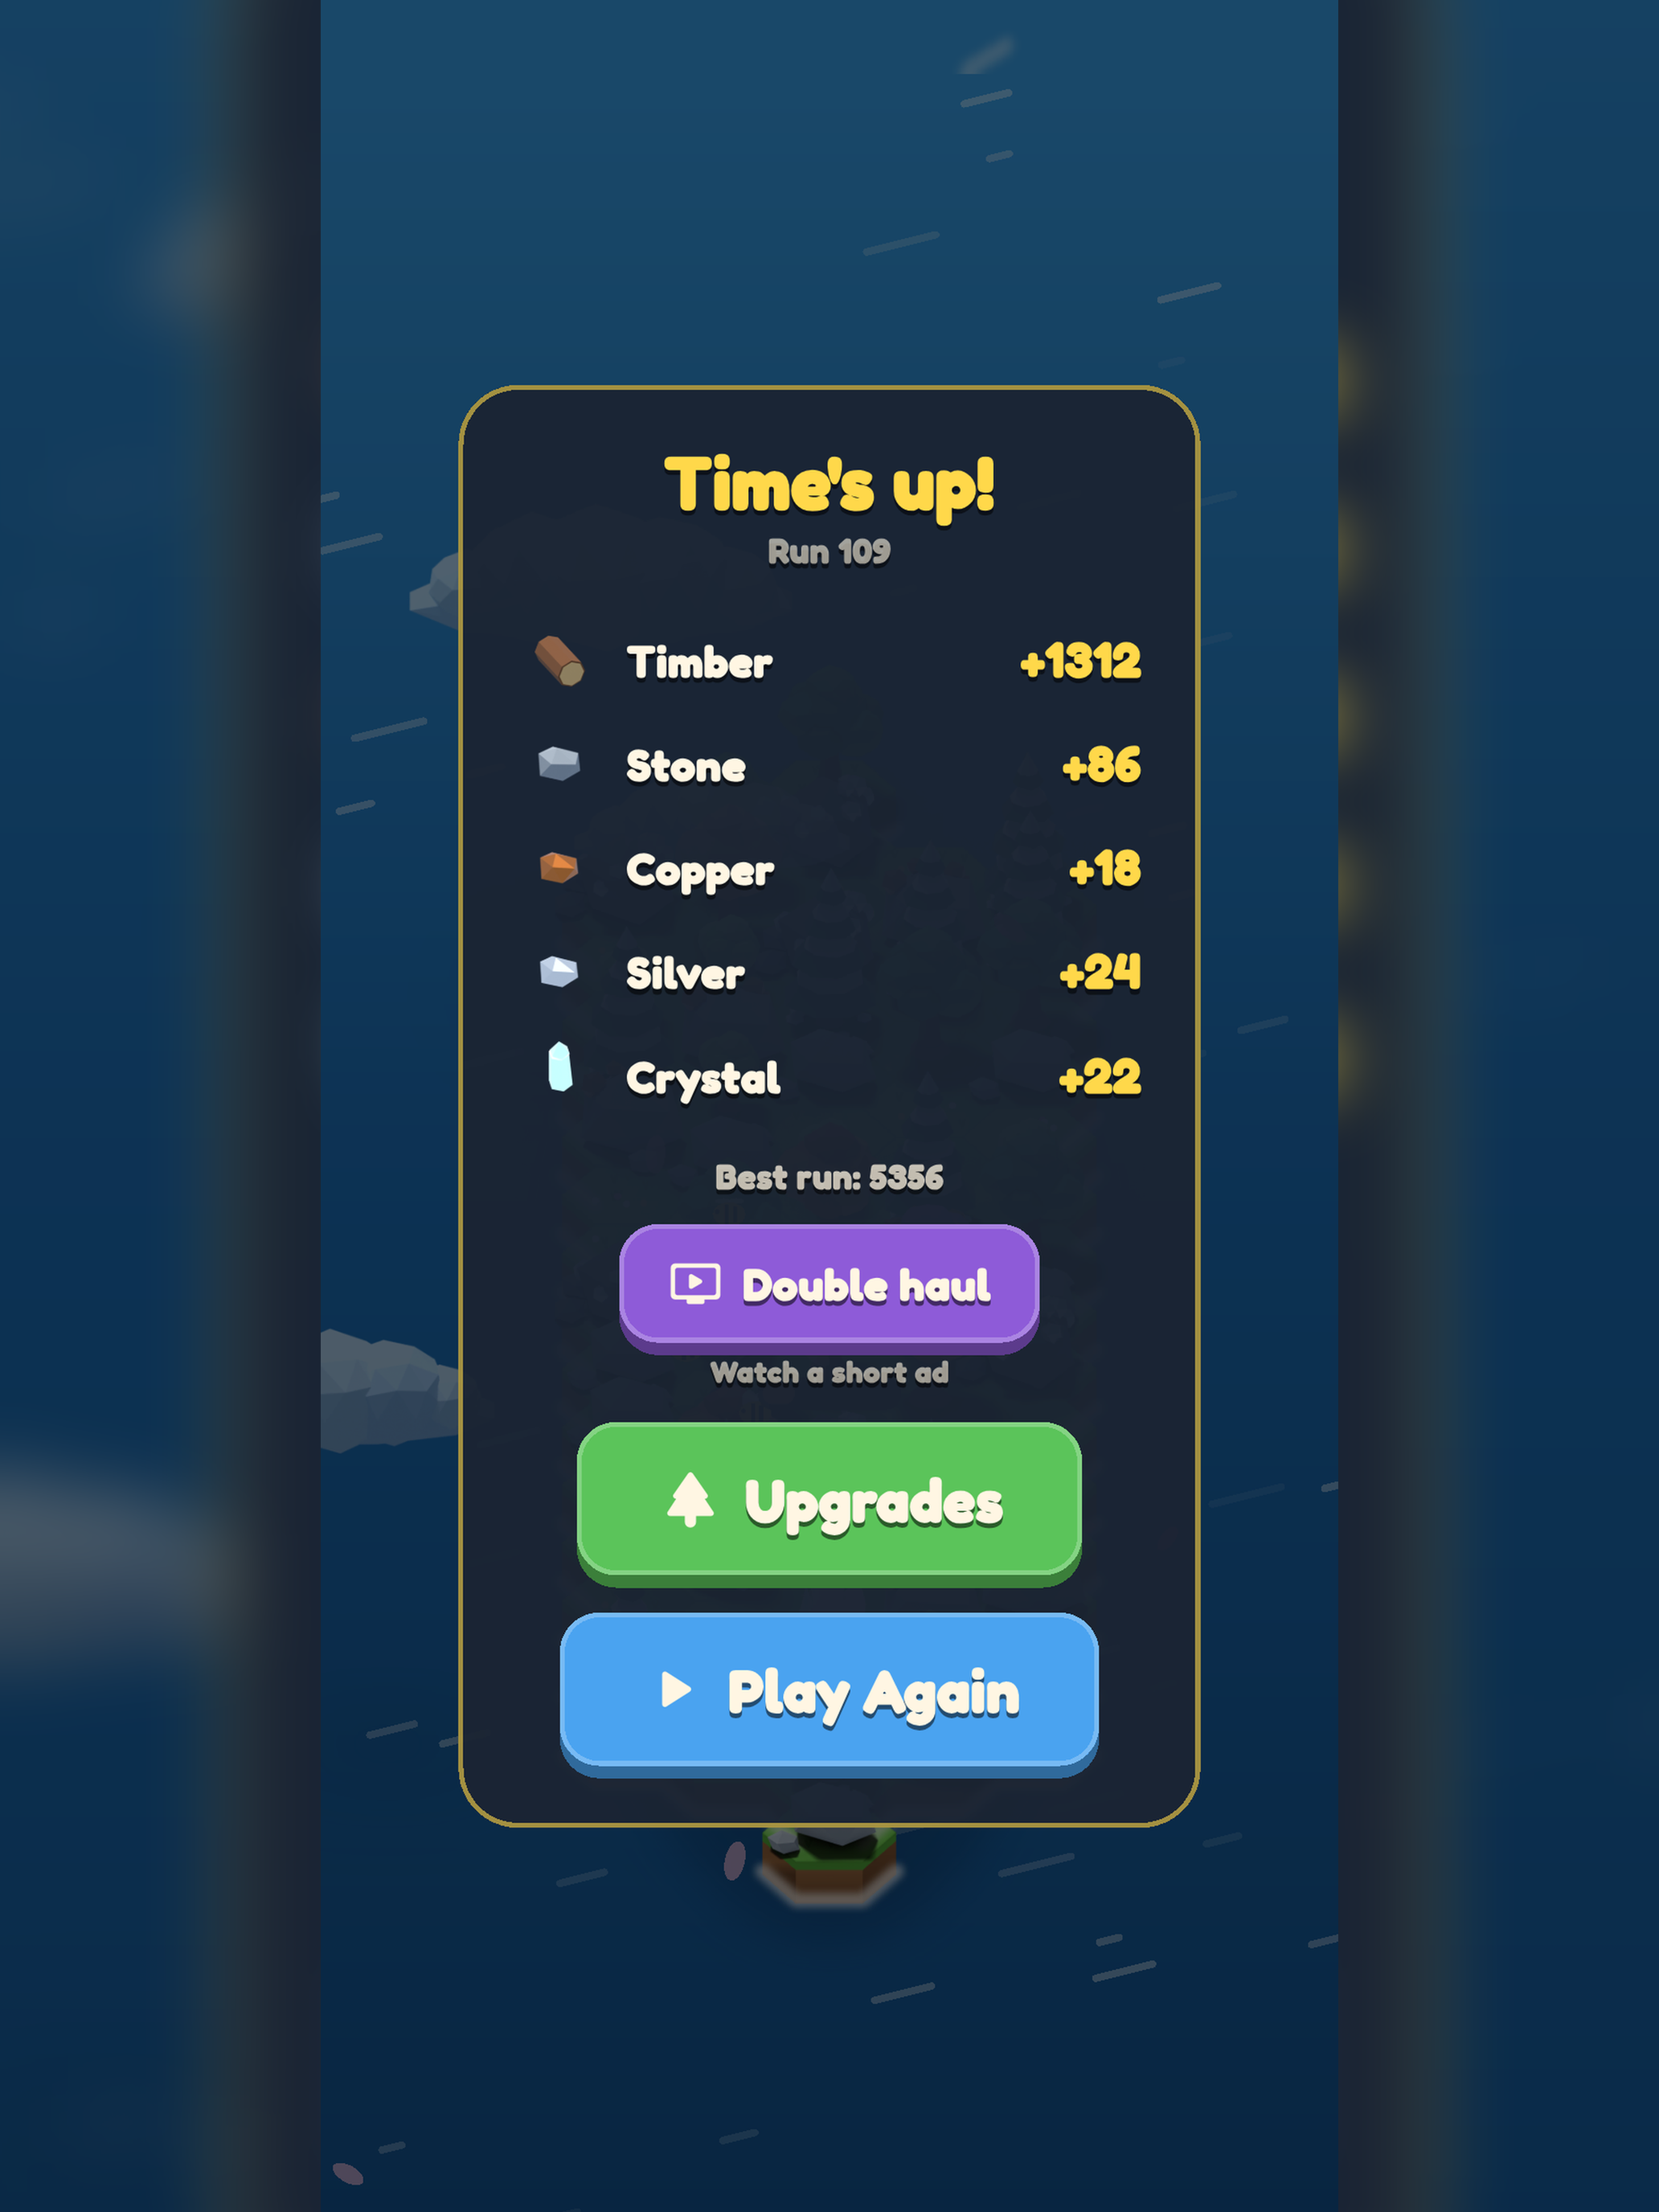 Time's up!
Run 109
Timber +1312
Stone +86
Copper +18
Silver +24
Crystal +22
Best run: 5356
Double haul
Watch a short ad
Upgrades
Play Again